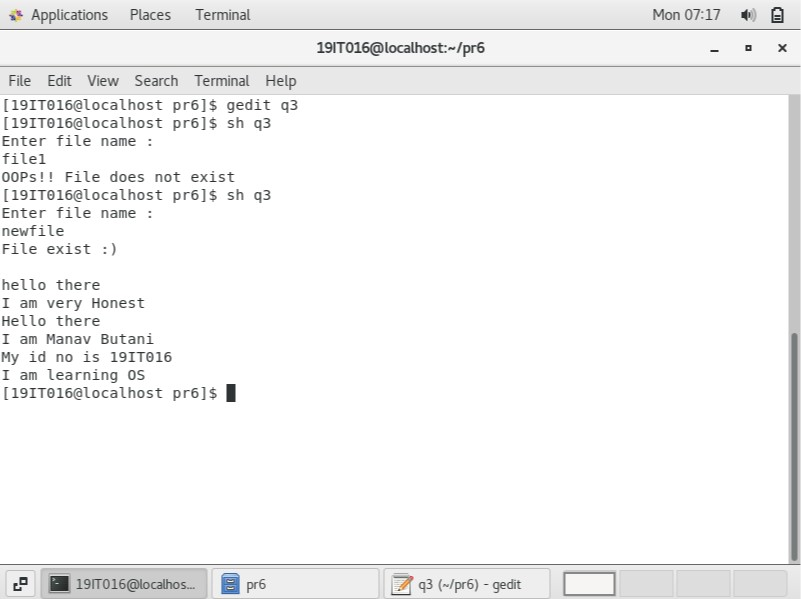 Applications Places Terminal Mon 07:17
19IT016@localhost:~/pr6
File Edit View Search Terminal Help
[19IT016@localhost pr6]$ gedit q3
[19IT016@localhost pr6]$ sh q3
Enter file name :
file1
OOPs!! File does not exist
[19IT016@localhost pr6]$ sh q3
Enter file name :
newfile
File exist :)
hello there
I am very Honest
Hello there
I am Manav Butani
My id no is 19IT016
I am learning OS
[19IT016@localhost pr6]$
19IT016@localhos... pr6 q3 (~/pr6) - gedit